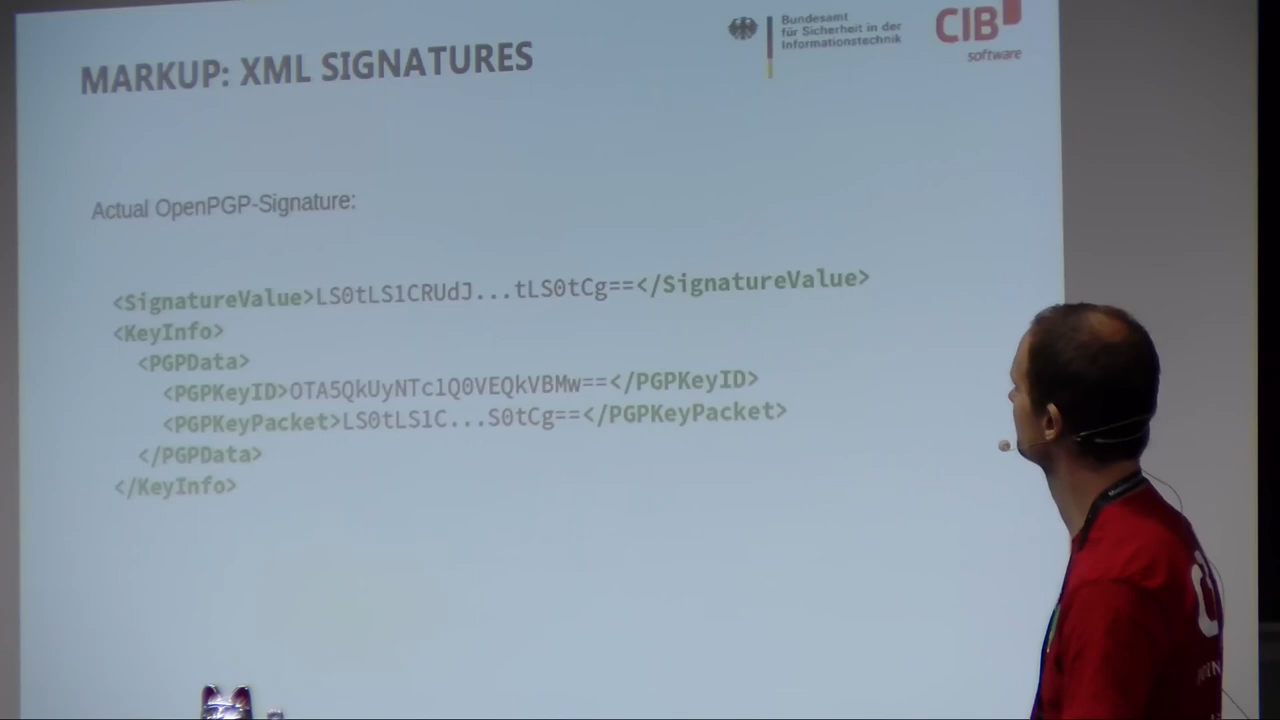 MARKUP: XML SIGNATURES
Bundesamt
für Sicherheit in der
Informationstechnik
CIB
software
Actual OpenPGP-Signature:
<SignatureValue>LS0tLS1CRUdJ...tLS0tCg==</SignatureValue>
<KeyInfo>
<PGPData>
<PGPKeyID>OTA5QkUyNTc1Q0VEQkVBMw==</PGPKeyID>
<PGPKeyPacket>LS0tLS1C...S0tCg==</PGPKeyPacket>
</PGPData>
</KeyInfo>